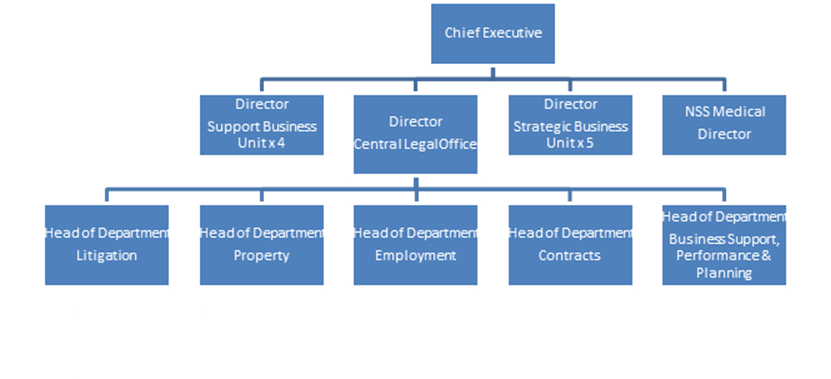 Chief Executive
Director
Support Business
Unit x 4
Director
Central Legal Office
Director
Strategic Business
Unit x 5
NSS Medical
Director
Head of Department
Litigation
Head of Department
Property
Head of Department
Employment
Head of Department
Contracts
Head of Department
Business Support,
Performance &
Planning